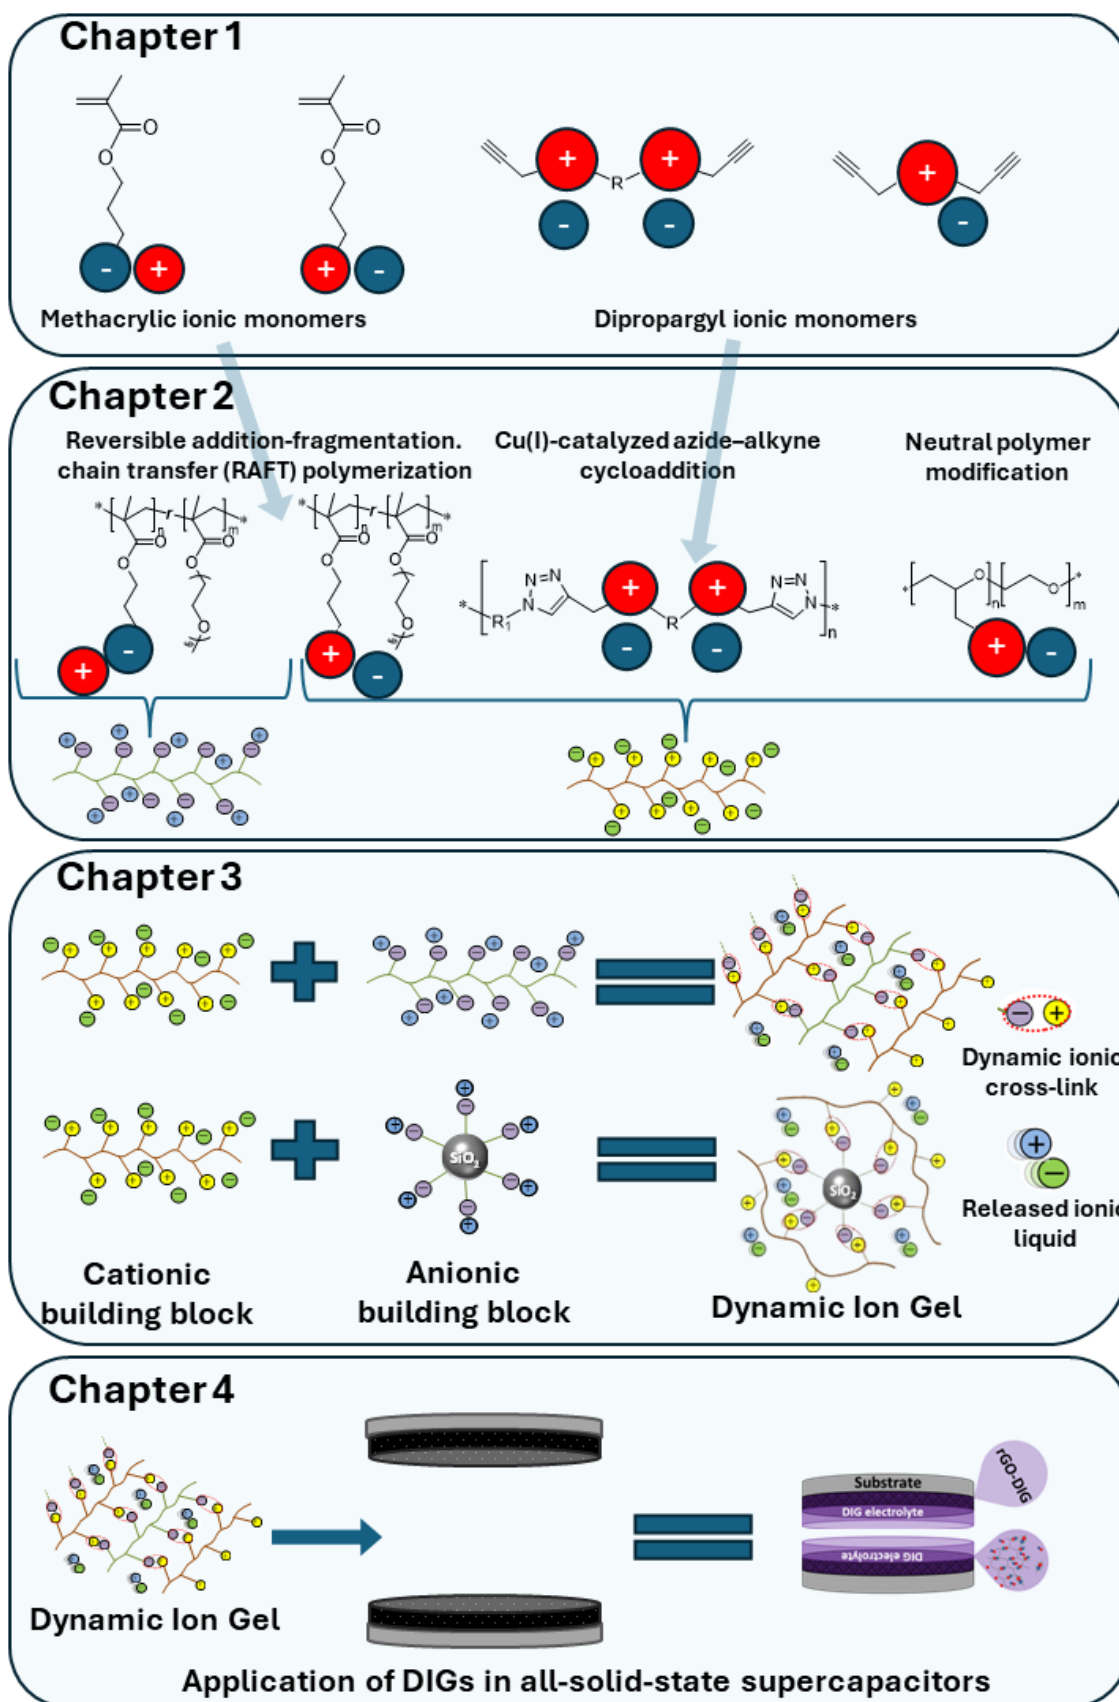 Chapter 1
O
O
O
O
+
+
+
R
-
-
-
-
+
+
-
Methacrylic ionic monomers
Dipropargyl ionic monomers
Chapter 2
Reversible addition-fragmentation.
chain transfer (RAFT) polymerization
Cu(I)-catalyzed azide–alkyne
cycloaddition
Neutral polymer
modification
* r * * r *
n m n m
O O O O
O O O O
O O
N=N
N
R1
+
+
R
N=N
N
n
* *
-
-
* O n O * m
+
-
-
+
+
-
Chapter 3
Dynamic ionic
cross-link
SiO2
SiO2
Released ionic
liquid
Cationic
building block
Anionic
building block
Dynamic Ion Gel
Chapter 4
rGO-DIG
Substrate
DIG electrolyte
DIG electrolyte
Dynamic Ion Gel
Application of DIGs in all-solid-state supercapacitors